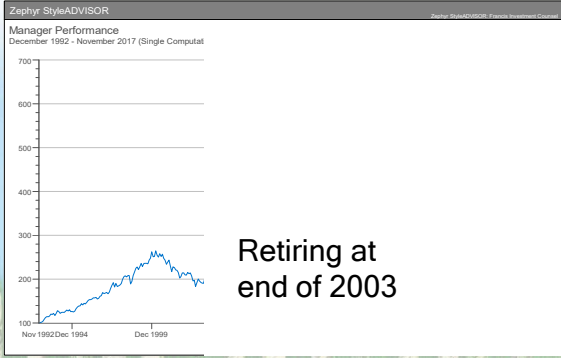 Zephyr StyleADVISOR
Zephyr StyleADVISOR: Francis Investment Counsel
Manager Performance
December 1992 - November 2017 (Single Computat
700
600
500
400
300
200
100
Nov 1992 Dec 1994 Dec 1999
Retiring at
end of 2003